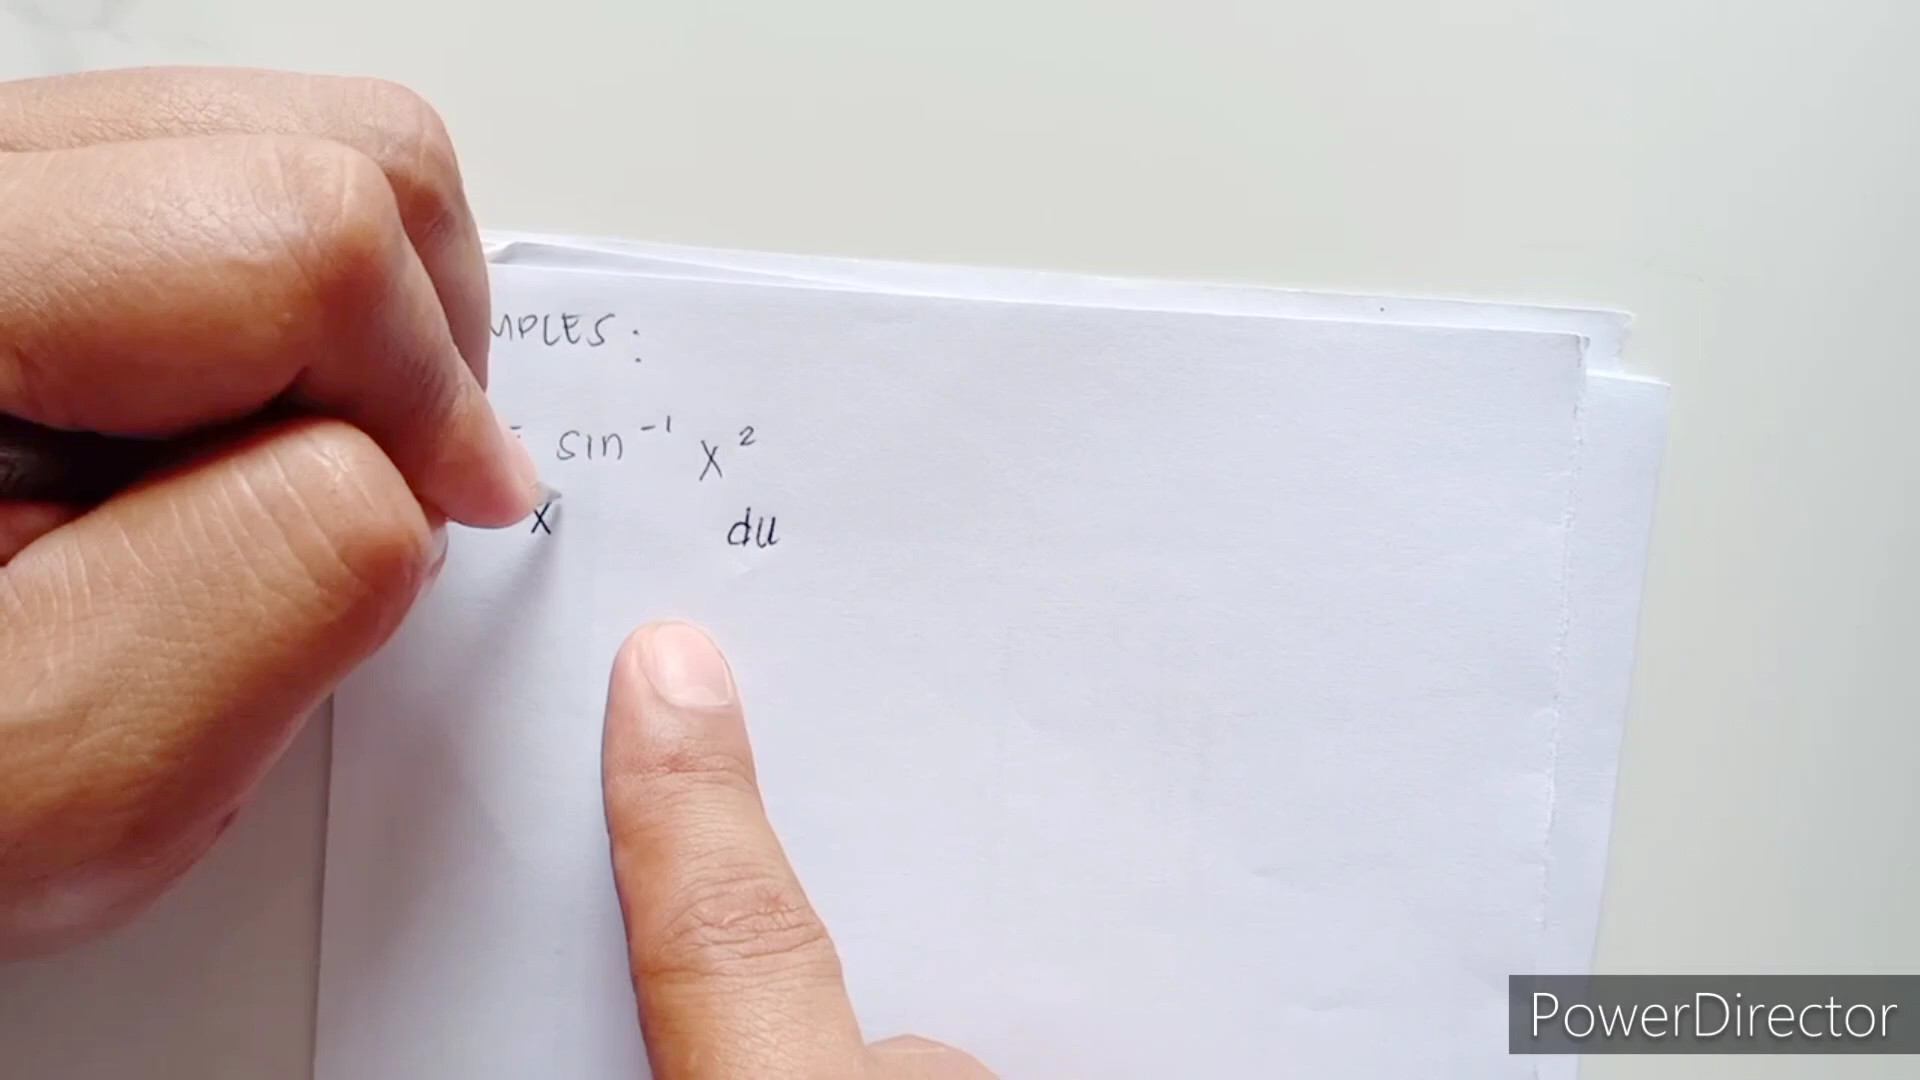 MPLES:
= sin⁻¹ x²
x du
PowerDirector